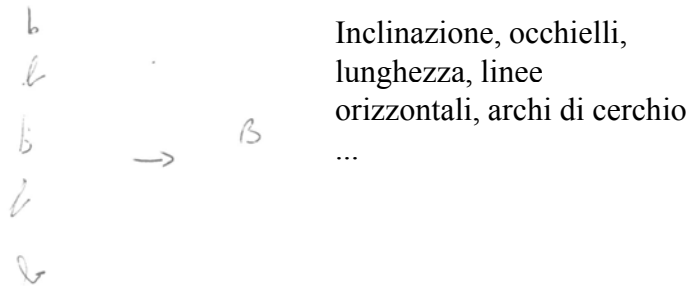 b
b
b
b
b
→ B
Inclinazione, occhielli,
lunghezza, linee
orizzontali, archi di cerchio
...